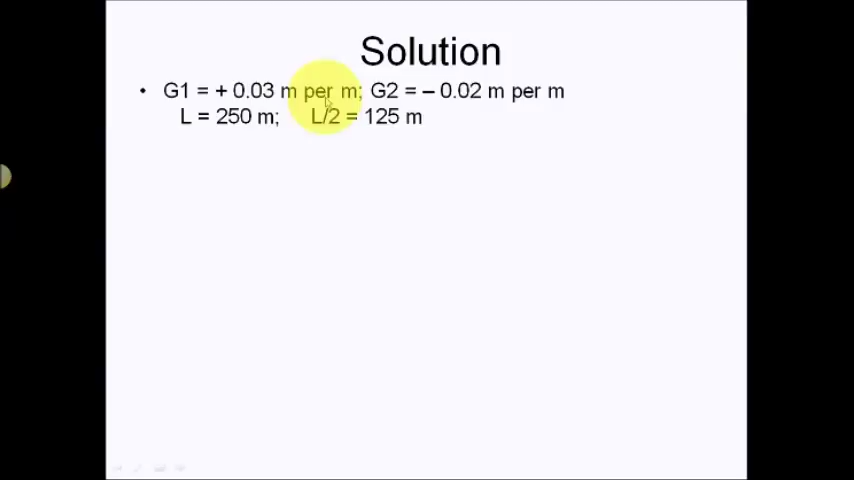 Solution
• G1 = + 0.03 m per m; G2 = – 0.02 m per m
L = 250 m; L/2 = 125 m